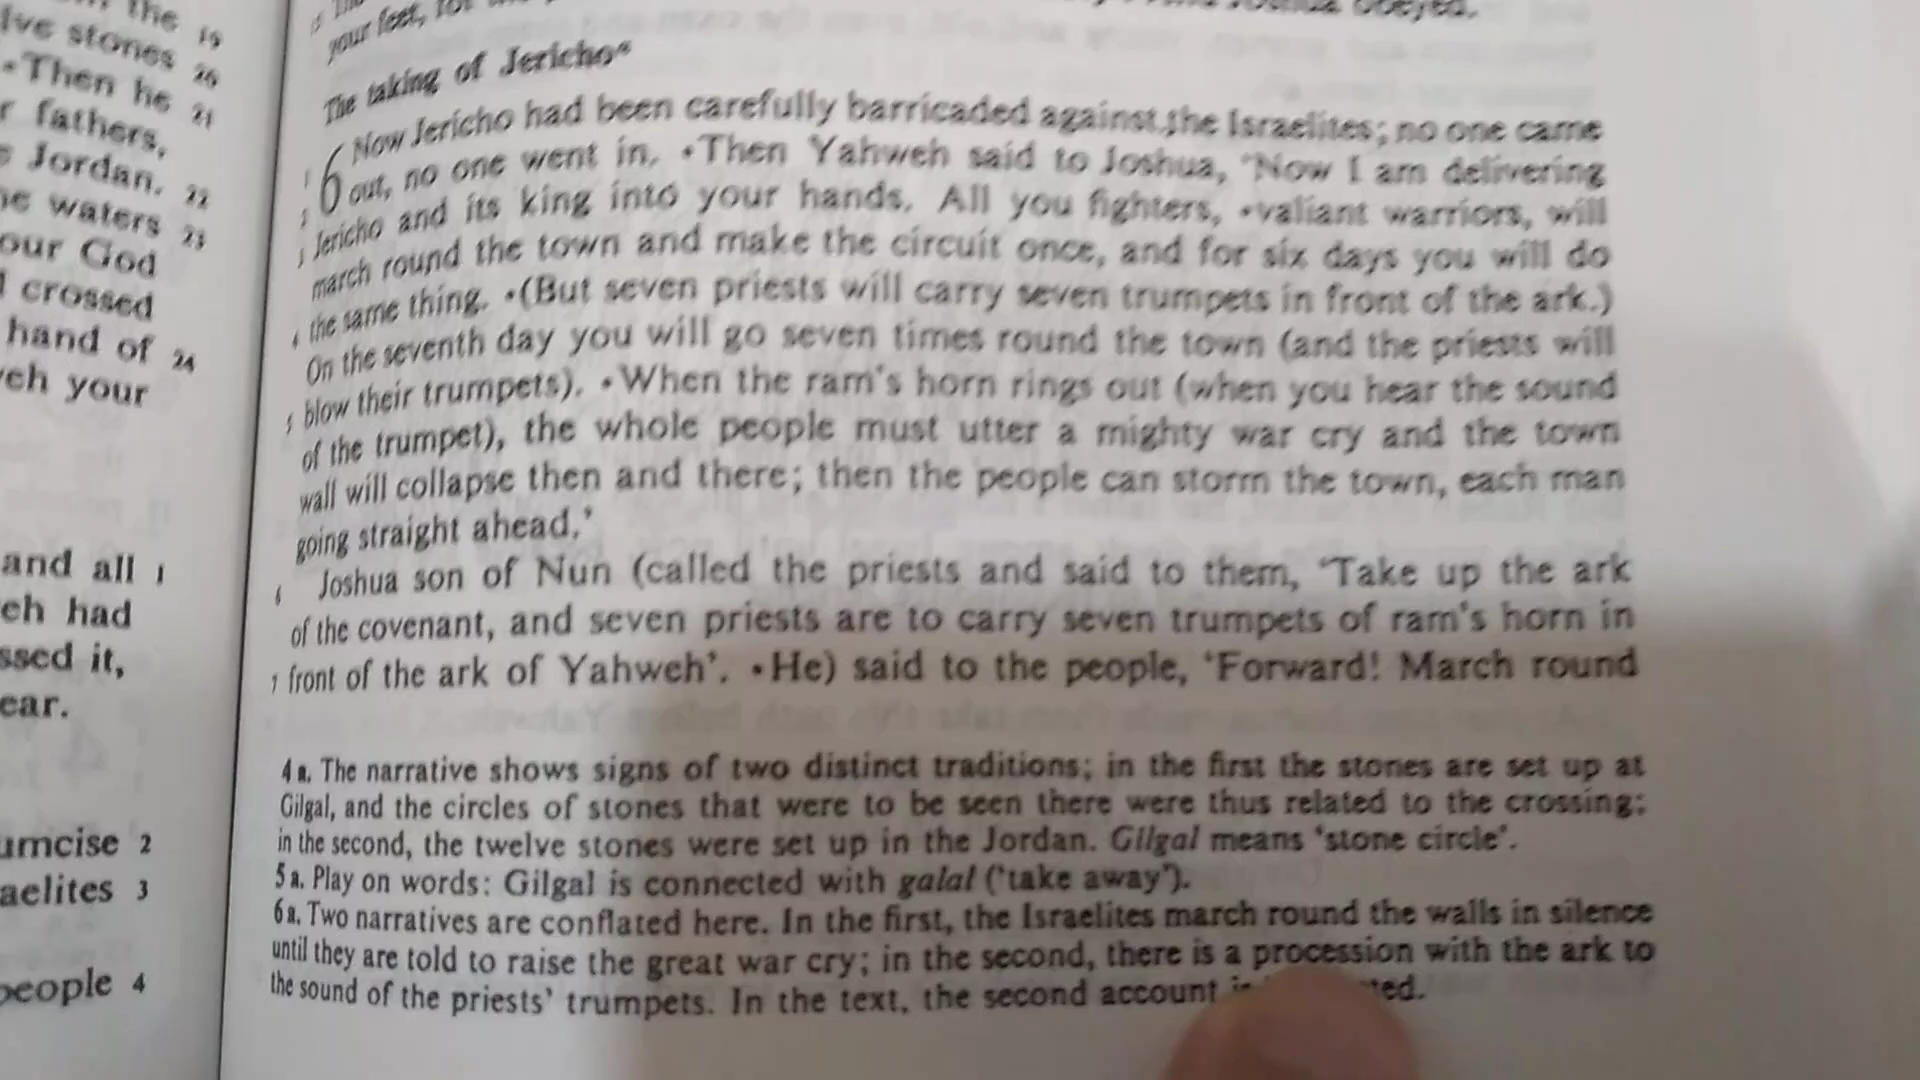 the 19
lve stones 20
•Then he 21
r fathers,
Jordan. 22
waters 23
our God
crossed
hand of 24
your
and all 1
had
ssed it,
ear.
umcise 2
aelites 3
people 4
your feet, for
obeyed.
The taking of Jericho a
1 6 Now Jericho had been carefully barricaded against the Israelites; no one came
2 out, no one went in. •Then Yahweh said to Joshua, 'Now I am delivering
3 Jericho and its king into your hands. All you fighters, •valiant warriors, will
march round the town and make the circuit once, and for six days you will do
4 the same thing. •(But seven priests will carry seven trumpets in front of the ark.)
On the seventh day you will go seven times round the town (and the priests will
5 blow their trumpets). •When the ram's horn rings out (when you hear the sound
of the trumpet), the whole people must utter a mighty war cry and the town
wall will collapse then and there; then the people can storm the town, each man
going straight ahead.'
6 Joshua son of Nun (called the priests and said to them, 'Take up the ark
of the covenant, and seven priests are to carry seven trumpets of ram's horn in
7 front of the ark of Yahweh'. •He) said to the people, 'Forward! March round
4 a. The narrative shows signs of two distinct traditions; in the first the stones are set up at
Gilgal, and the circles of stones that were to be seen there were thus related to the crossing;
in the second, the twelve stones were set up in the Jordan. Gilgal means 'stone circle'.
5 a. Play on words: Gilgal is connected with galal ('take away').
6 a. Two narratives are conflated here. In the first, the Israelites march round the walls in silence
until they are told to raise the great war cry; in the second, there is a procession with the ark to
the sound of the priests' trumpets. In the text, the second account